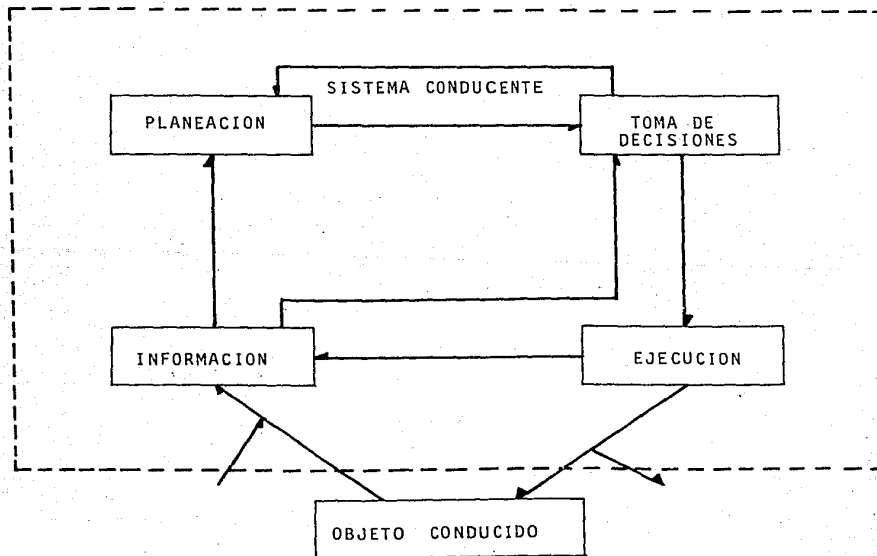 SISTEMA CONDUCENTE
PLANEACION
TOMA DE
DECISIONES
INFORMACION
EJECUCION
OBJETO CONDUCIDO